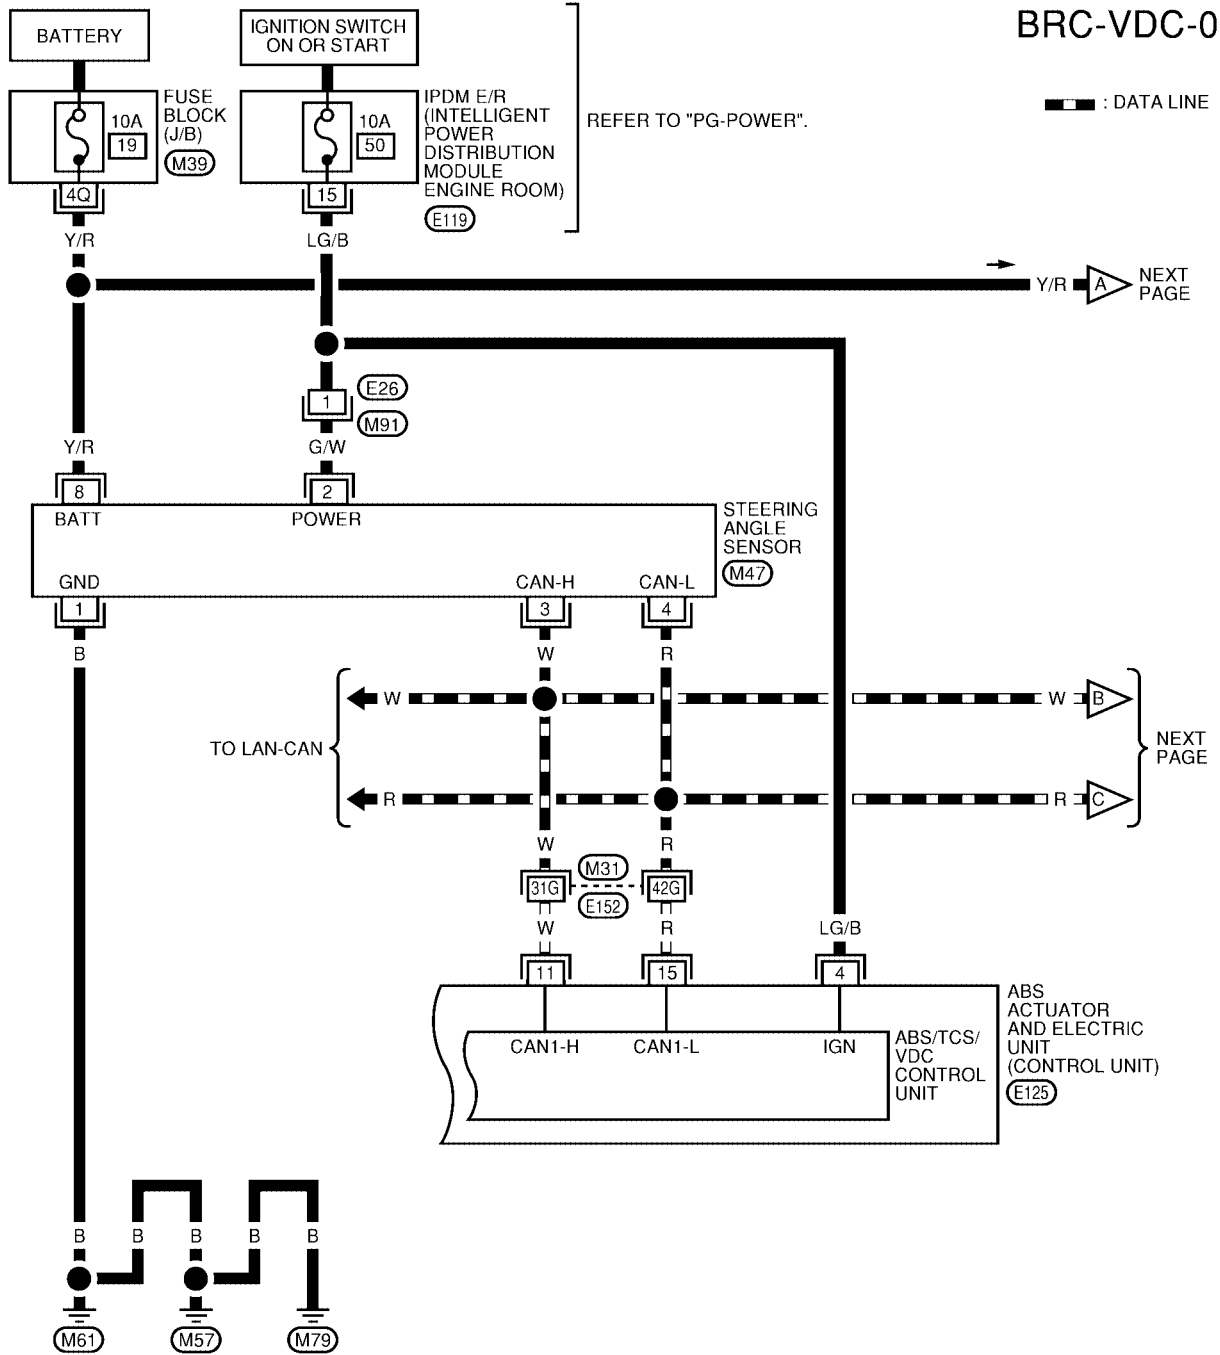 BRC-VDC-0
BATTERY
IGNITION SWITCH
ON OR START
: DATA LINE
10A
19
FUSE
BLOCK
(J/B)
M39
10A
50
IPDM E/R
(INTELLIGENT
POWER
DISTRIBUTION
MODULE
ENGINE ROOM)
E119
REFER TO "PG-POWER".
4Q
15
Y/R
LG/B
Y/R
A
NEXT
PAGE
1
E26
M91
Y/R
G/W
8
2
BATT
POWER
STEERING
ANGLE
SENSOR
M47
GND
CAN-H
CAN-L
1
3
4
B
W
R
W
W
B
TO LAN-CAN
NEXT
PAGE
R
R
C
W
R
31G
M31
E152
42G
W
R
LG/B
11
15
4
ABS
ACTUATOR
AND ELECTRIC
UNIT
(CONTROL UNIT)
E125
CAN1-H
CAN1-L
IGN
ABS/TCS/
VDC
CONTROL
UNIT
B
B
B
B
B
M61
M57
M79